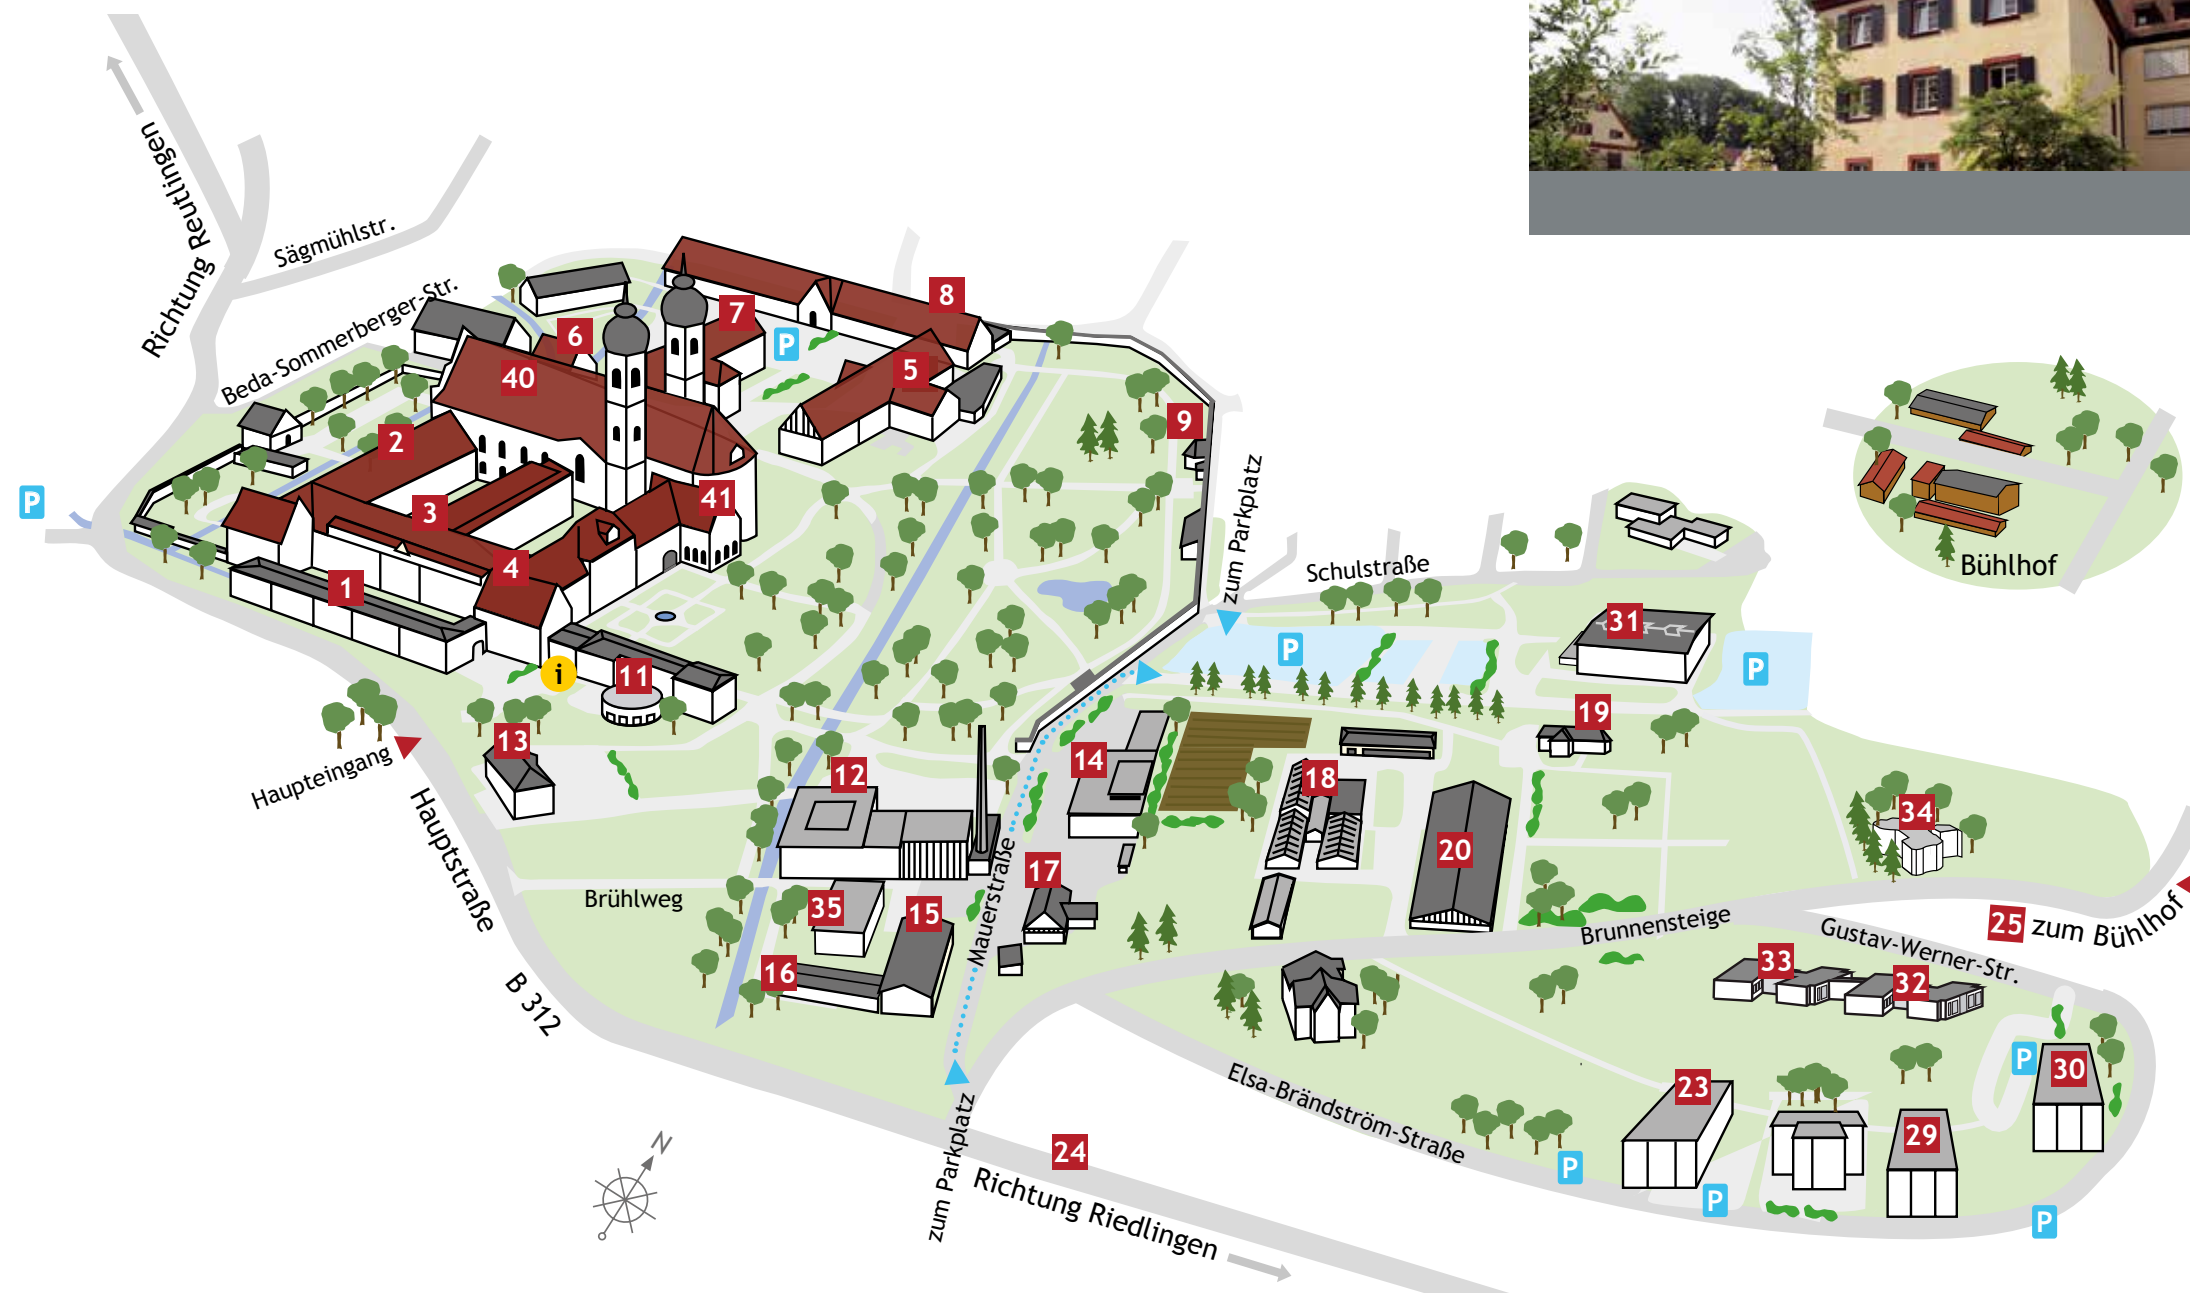 Richtung Reutlingen
Sägmühlstr.
Beda-Sommerberger-Str.
8
7
6
P
5
40
9
2
41
P
3
zum Parkplatz
4
Schulstraße
Bühlhof
1
31
P
P
i
11
19
13
Haupteingang
14
12
18
34
Hauptstraße
20
17
Mauerstraße
Brühlweg
35
15
Brunnensteige
25 zum Bühlhof
Gustav-Werner-Str.
33
16
32
B 312
P
30
Elsa-Brändström-Straße
23
29
N
24
P
zum Parkplatz
P
P
Richtung Riedlingen